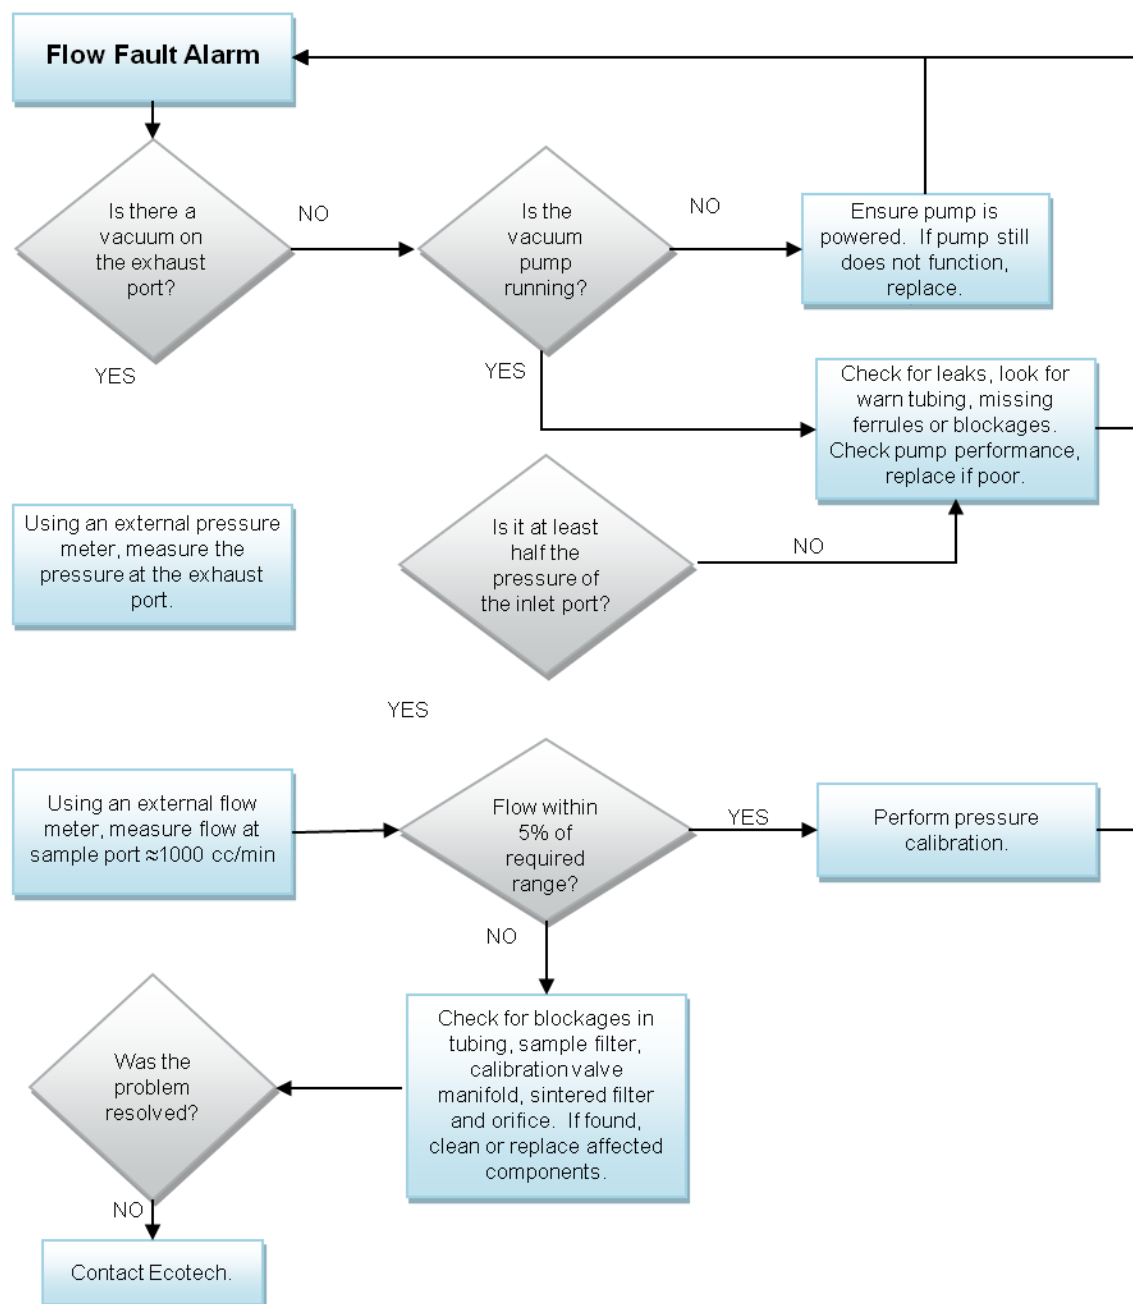 Flow Fault Alarm
Is there a
vacuum on
the exhaust
port?
NO
Is the
vacuum
pump
running?
NO
Ensure pump is
powered.  If pump still
does not function,
replace.
YES
YES
Check for leaks, look for
warn tubing, missing
ferrules or blockages.
Check pump performance,
replace if poor.
Using an external pressure
meter, measure the
pressure at the exhaust
port.
Is it at least
half the
pressure of
the inlet port?
NO
YES
Using an external flow
meter, measure flow at
sample port ≈1000 cc/min
Flow within
5% of
required
range?
YES
Perform pressure
calibration.
NO
Check for blockages in
tubing, sample filter,
calibration valve
manifold, sintered filter
and orifice.  If found,
clean or replace affected
components.
Was the
problem
resolved?
NO
Contact Ecotech.